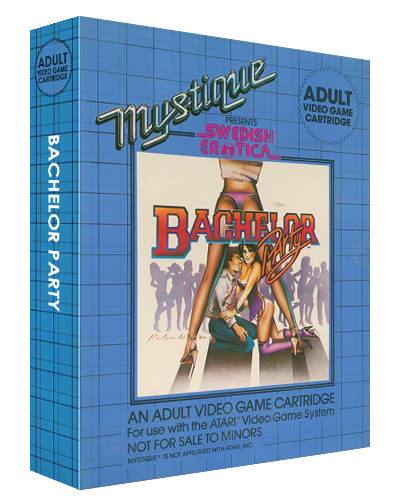 ADULT
VIDEO GAME
CARTRIDGE
BACHELOR PARTY
Mystique
PRESENTS
SWEDISH
EROTICA
ADULT
VIDEO GAME
CARTRIDGE
BACHELOR
PARTY
AN ADULT VIDEO GAME CARTRIDGE
For use with the ATARI™ Video Game System
NOT FOR SALE TO MINORS
MYSTIQUE™ IS NOT AFFILIATED WITH ATARI, INC.